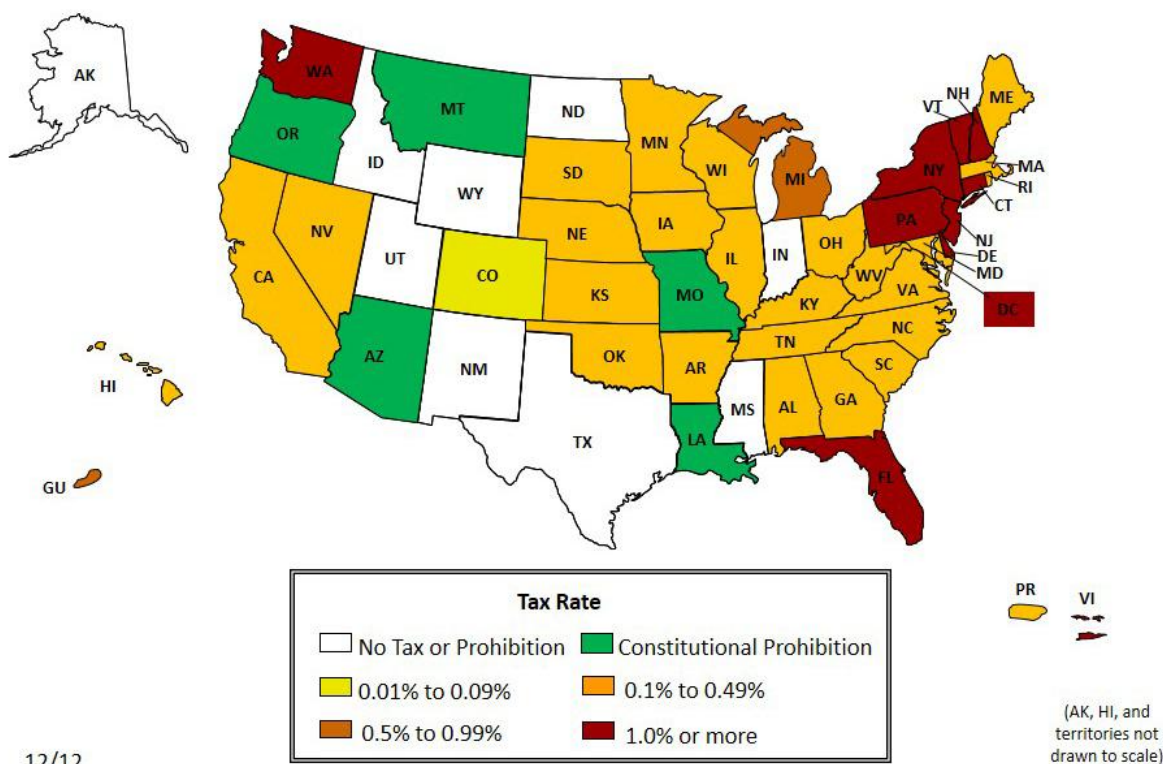 AK
WA
MT
ND
OR
ID
WY
SD
MN
WI
MI
VT
NH
ME
NY
MA
RI
CT
PA
NJ
DE
MD
DC
NV
UT
CO
NE
IA
IL
IN
OH
WV
VA
CA
KS
MO
KY
NC
TN
AZ
NM
OK
AR
SC
HI
TX
LA
MS
AL
GA
FL
GU
PR
VI
Tax Rate
No Tax or Prohibition
Constitutional Prohibition
0.01% to 0.09%
0.1% to 0.49%
0.5% to 0.99%
1.0% or more
(AK, HI, and
territories not
drawn to scale)
12/12